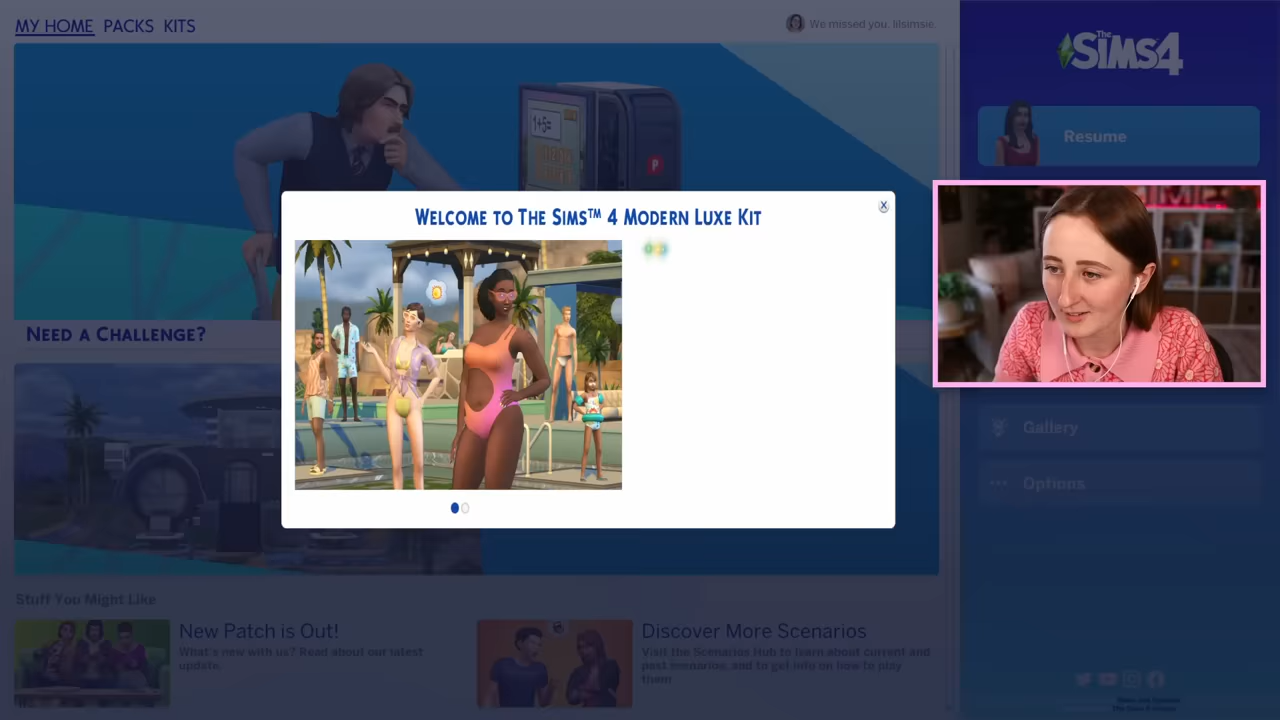 MY HOME PACKS KITS
We missed you, lilsimsie.
The SiMS 4
1+5=
P
Resume
WELCOME TO THE SIMS™ 4 MODERN LUXE KIT
X
NEED A CHALLENGE?
Gallery
Options
Stuff You Might Like
New Patch is Out!
What's new with us? Read about our latest
update.
Discover More Scenarios
Visit the Scenarios Hub to learn about current and
past scenarios, and to get info on how to play
them